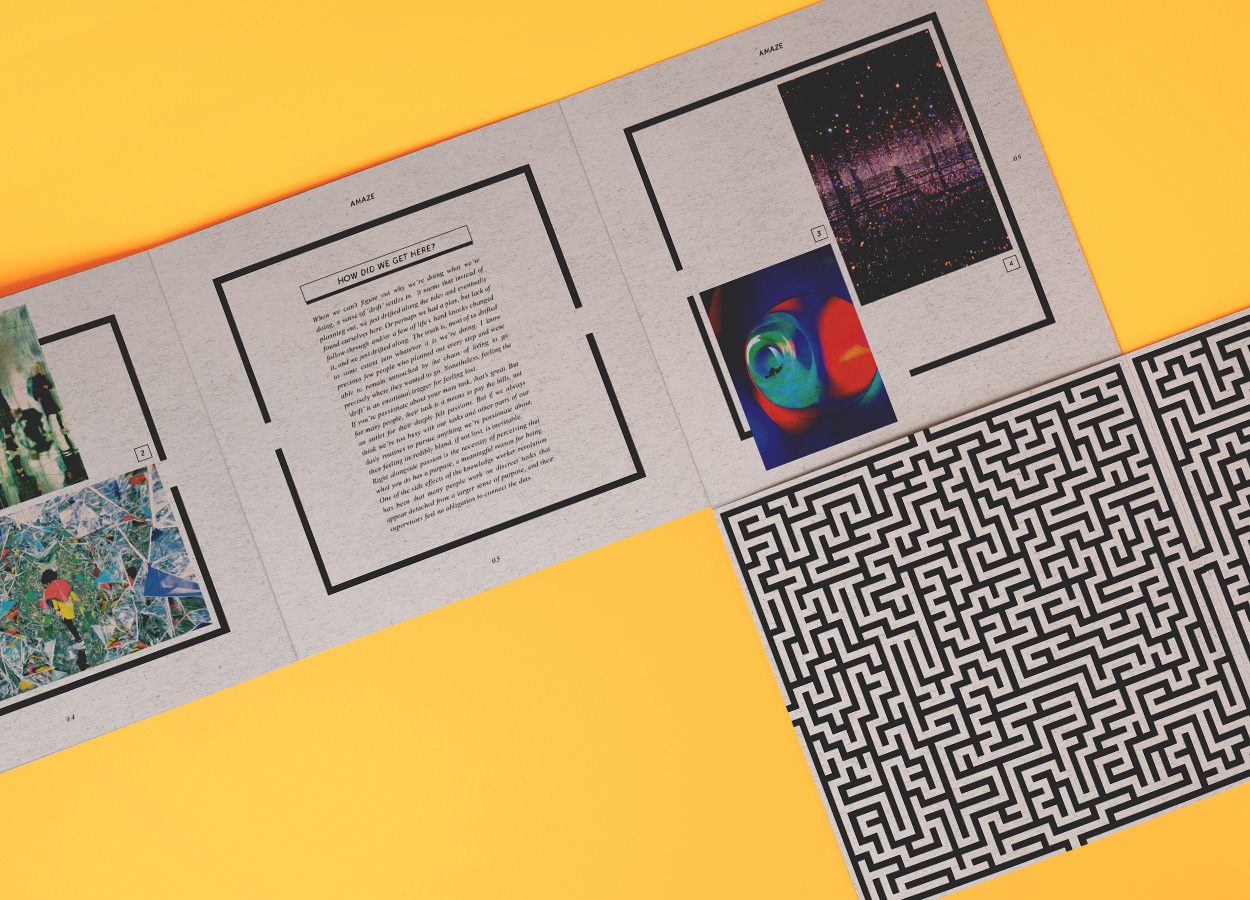 AMAZE
AMAZE
HOW DID WE GET HERE?
When we can't figure out why we're doing what we're
doing, a sense of 'drift' settles in. It seems that instead of
planning out, we just drifted along the tides and eventually
found ourselves here. Or perhaps we had a plan, but lack of
follow-through and/or a few of life's hard knocks changed
it, and we just drifted along. The truth is, most of us drifted
to some extent into whatever it is we're doing. I know
precious few people who planned out every step and were
able to remain untouched by the chaos of living to go
precisely where they wanted to go. Nonetheless, feeling the
'drift' is an emotional trigger for feeling lost.
If you're passionate about your main task, that's great. But
for many people, their task is a means to pay the bills, not
an outlet for their deeply felt passions. But if we always
think we're too busy with our tasks and other parts of our
daily routines to pursue anything we're passionate about,
then feeling incredibly bland, if not lost, is inevitable.
Right alongside passion is the necessity of perceiving that
what you do has a purpose, a meaningful reason for being.
One of the side effects of the knowledge worker revolution
has been that many people work on discreet tasks that
appear detached from a larger sense of purpose, and their
supervisors feel no obligation to connect the dots.
2
3
4
04
05
06